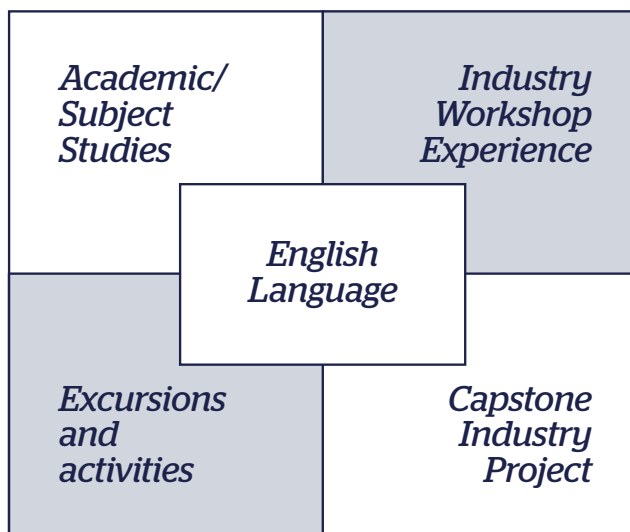 Academic/
Subject
Studies
Industry
Workshop
Experience
English
Language
Excursions
and
activities
Capstone
Industry
Project